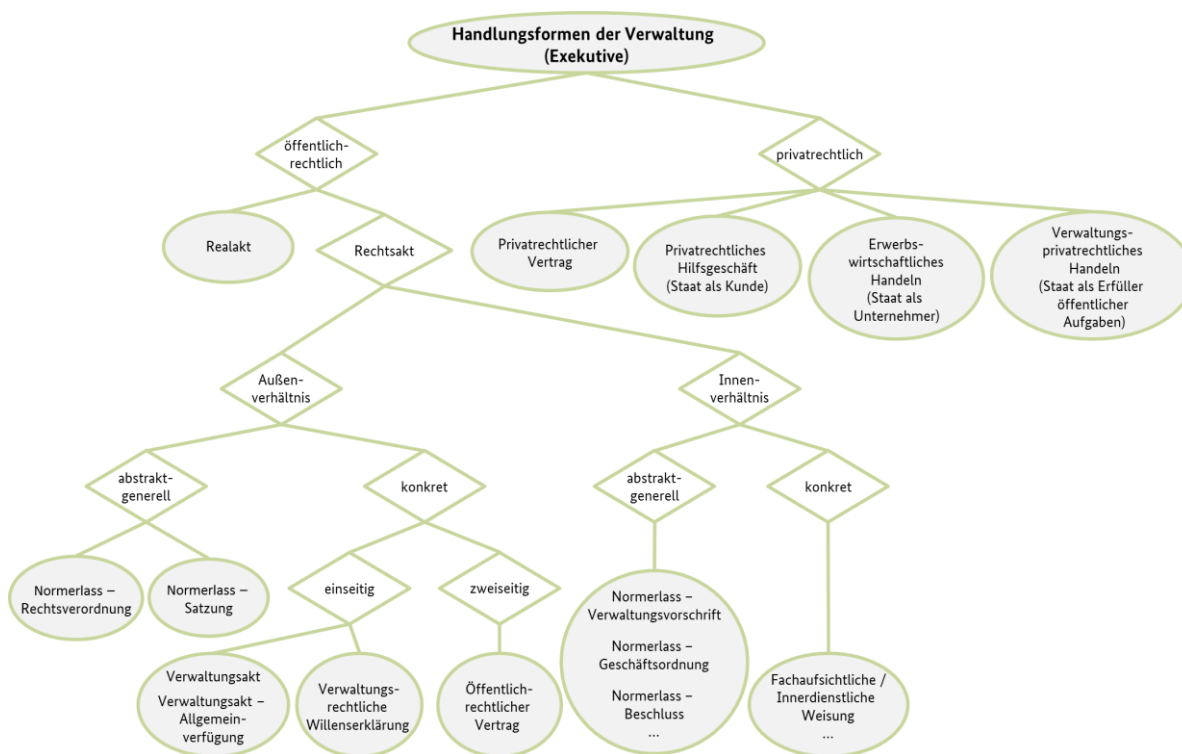 Handlungsformen der Verwaltung
(Exekutive)
öffentlich-
rechtlich
privatrechtlich
Realakt
Rechtsakt
Privatrechtlicher
Vertrag
Privatrechtliches
Hilfsgeschäft
(Staat als Kunde)
Erwerbs-
wirtschaftliches
Handeln
(Staat als
Unternehmer)
Verwaltungs-
privatrechtliches
Handeln
(Staat als Erfüller
öffentlicher
Aufgaben)
Außen-
verhältnis
Innen-
verhältnis
abstrakt-
generell
konkret
abstrakt-
generell
konkret
Normerlass –
Rechtsverordnung
Normerlass –
Satzung
einseitig
zweiseitig
Normerlass –
Verwaltungsvorschrift
Normerlass –
Geschäftsordnung
Normerlass –
Beschluss
...
Verwaltungsakt
Verwaltungsakt –
Allgemein-
verfügung
Verwaltungs-
rechtliche
Willenserklärung
Öffentlich-
rechtlicher
Vertrag
Fachaufsichtliche /
Innerdienstliche
Weisung
...